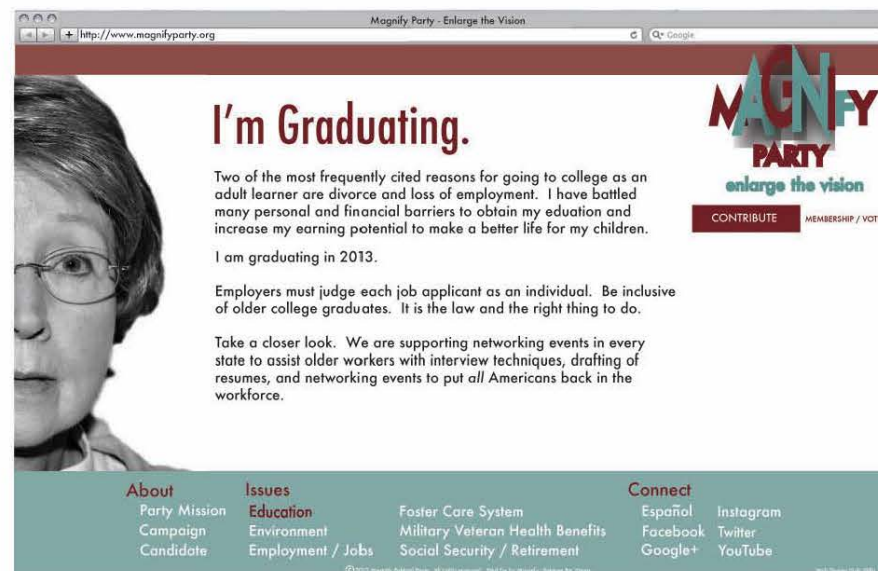 Magnify Party - Enlarge the Vision
http://www.magnifyparty.org
Google
MAGNIFY
PARTY
enlarge the vision
CONTRIBUTE
MEMBERSHIP / VOT
I'm Graduating.
Two of the most frequently cited reasons for going to college as an
adult learner are divorce and loss of employment. I have battled
many personal and financial barriers to obtain my eduation and
increase my earning potential to make a better life for my children.
I am graduating in 2013.
Employers must judge each job applicant as an individual. Be inclusive
of older college graduates. It is the law and the right thing to do.
Take a closer look. We are supporting networking events in every
state to assist older workers with interview techniques, drafting of
resumes, and networking events to put all Americans back in the
workforce.
About
Party Mission
Campaign
Candidate
Issues
Education
Environment
Employment / Jobs
Foster Care System
Military Veteran Health Benefits
Social Security / Retirement
Connect
Español
Facebook
Google+
Instagram
Twitter
YouTube